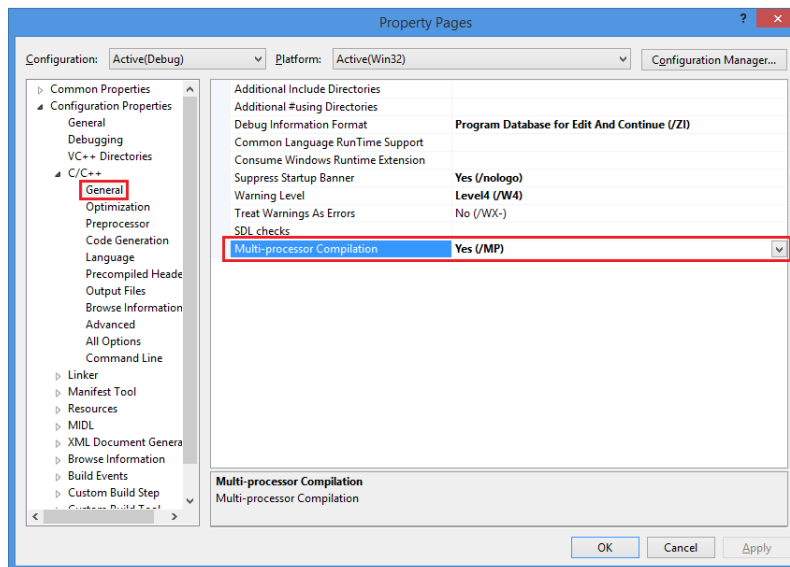 Property Pages
?
Configuration: Active(Debug) Platform: Active(Win32) Configuration Manager...
Common Properties
Configuration Properties
General
Debugging
VC++ Directories
C/C++
General
Optimization
Preprocessor
Code Generation
Language
Precompiled Heade
Output Files
Browse Information
Advanced
All Options
Command Line
Linker
Manifest Tool
Resources
MIDL
XML Document Genera
Browse Information
Build Events
Custom Build Step
Custom Build Tool
Additional Include Directories
Additional #using Directories
Debug Information Format Program Database for Edit And Continue (/ZI)
Common Language RunTime Support
Consume Windows Runtime Extension
Suppress Startup Banner Yes (/nologo)
Warning Level Level4 (/W4)
Treat Warnings As Errors No (/WX-)
SDL checks
Multi-processor Compilation Yes (/MP)
Multi-processor Compilation
Multi-processor Compilation
OK Cancel Apply